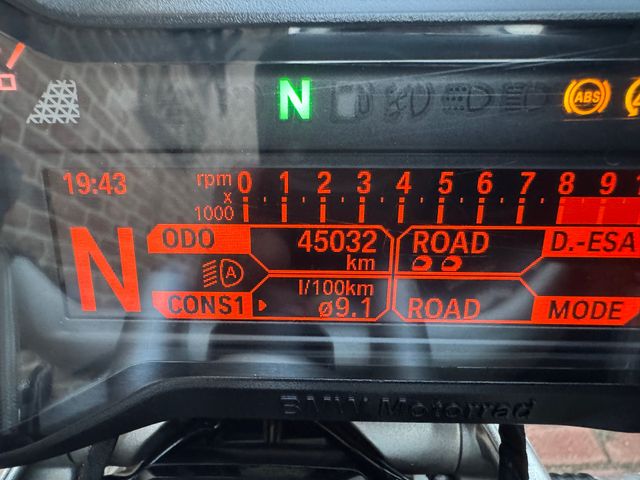 N
ABS
19:43 rpm 0 1 2 3 4 5 6 7 8 9
x
1000
N ODO 45032 ROAD D.-ESA
km
A
l/100km
CONS1 ø9.1 ROAD MODE
BMW Motorrad